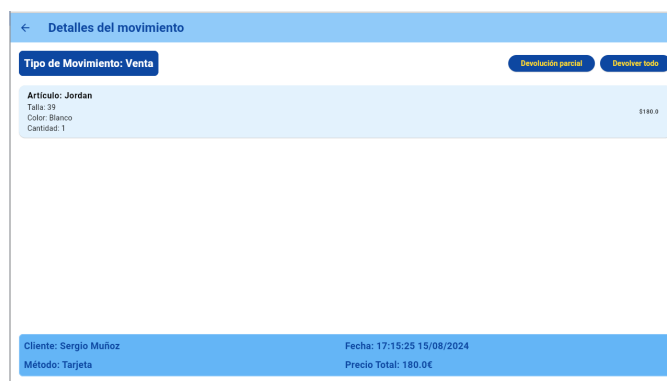 ← Detalles del movimiento
Tipo de Movimiento: Venta
Devolución parcial
Devolver todo
Artículo: Jordan
Talla: 39
Color: Blanco
Cantidad: 1
$180.0
Cliente: Sergio Muñoz
Fecha: 17:15:25 15/08/2024
Método: Tarjeta
Precio Total: 180.0€